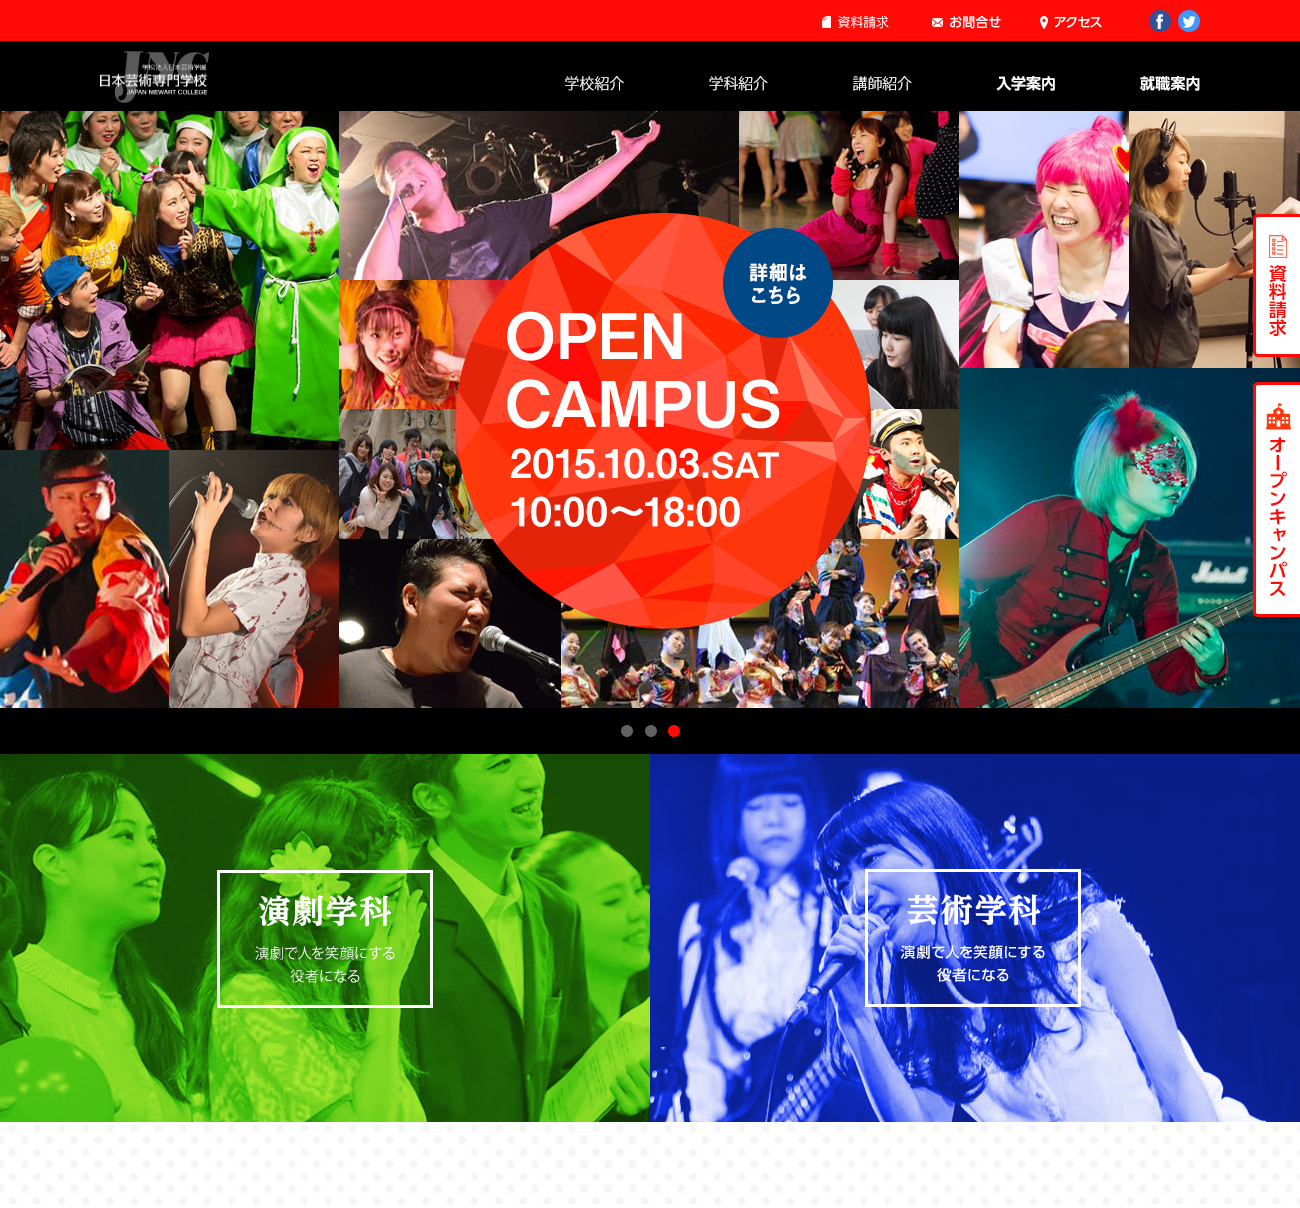 資料請求
お問合せ
アクセス
JNC
学校法人日本芸術学園
日本芸術専門学校
JAPAN NEWART COLLEGE
学校紹介
学科紹介
講師紹介
入学案内
就職案内
詳細は
こちら
OPEN
CAMPUS
2015.10.03.SAT
10:00〜18:00
資料請求
オープンキャンパス
Marshall
演劇学科
演劇で人を笑顔にする
役者になる
芸術学科
演劇で人を笑顔にする
役者になる